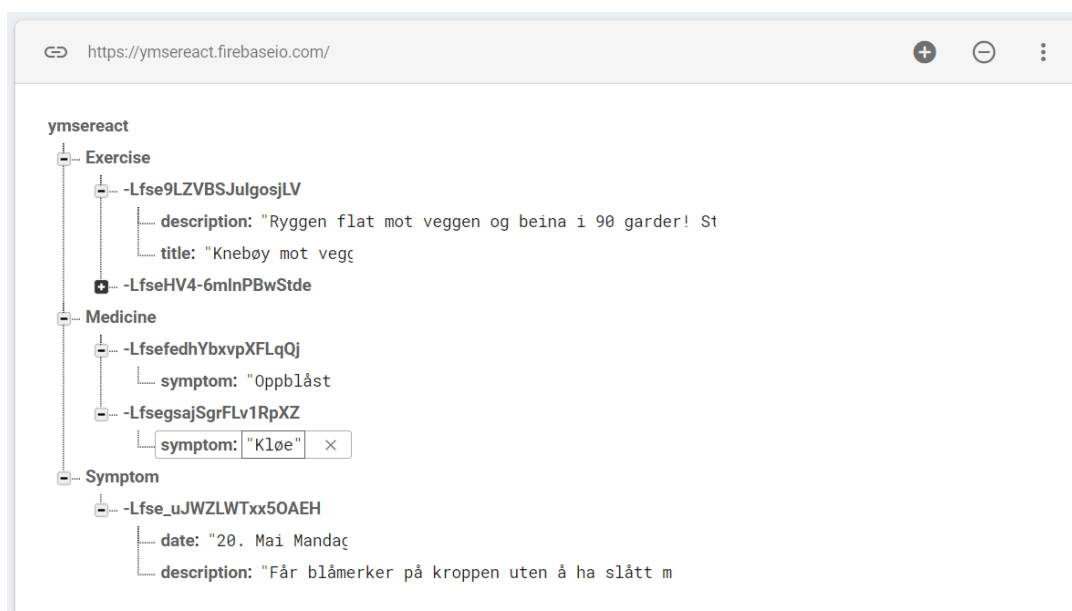 https://ymsereact.firebaseio.com/
ymsereact
Exercise
-Lfse9LZVBSJulgosjLV
description: "Ryggen flat mot veggen og beina i 90 garder! St
title: "Knebøy mot vegg
-LfseHV4-6mlnPBwStde
Medicine
-LfsefedhYbxvpXFLqQj
symptom: "Oppblåst
-LfsegsajSgrFLv1RpXZ
symptom: "Kløe" ×
Symptom
-Lfse_uJWZLWTxx5OAEH
date: "20. Mai Mandag
description: "Får blåmerker på kroppen uten å ha slått m